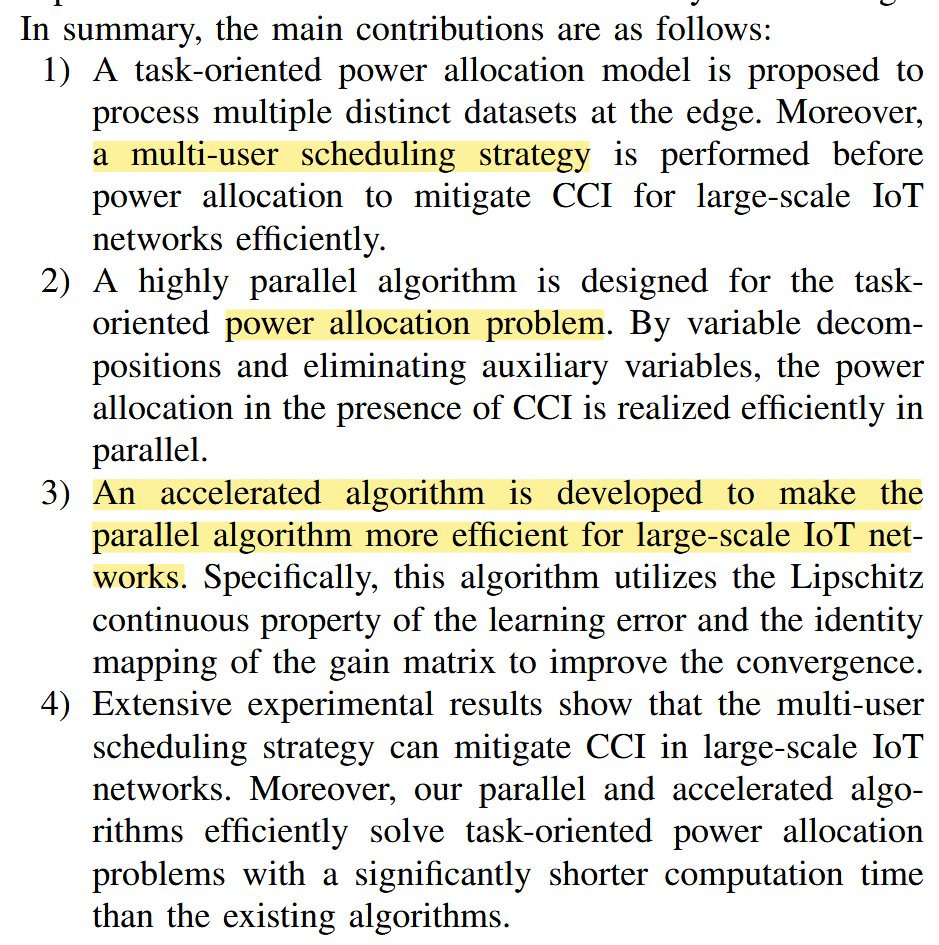 In summary, the main contributions are as follows:
1) A task-oriented power allocation model is proposed to
process multiple distinct datasets at the edge. Moreover,
a multi-user scheduling strategy is performed before
power allocation to mitigate CCI for large-scale IoT
networks efficiently.
2) A highly parallel algorithm is designed for the task-
oriented power allocation problem. By variable decom-
positions and eliminating auxiliary variables, the power
allocation in the presence of CCI is realized efficiently in
parallel.
3) An accelerated algorithm is developed to make the
parallel algorithm more efficient for large-scale IoT net-
works. Specifically, this algorithm utilizes the Lipschitz
continuous property of the learning error and the identity
mapping of the gain matrix to improve the convergence.
4) Extensive experimental results show that the multi-user
scheduling strategy can mitigate CCI in large-scale IoT
networks. Moreover, our parallel and accelerated algo-
rithms efficiently solve task-oriented power allocation
problems with a significantly shorter computation time
than the existing algorithms.